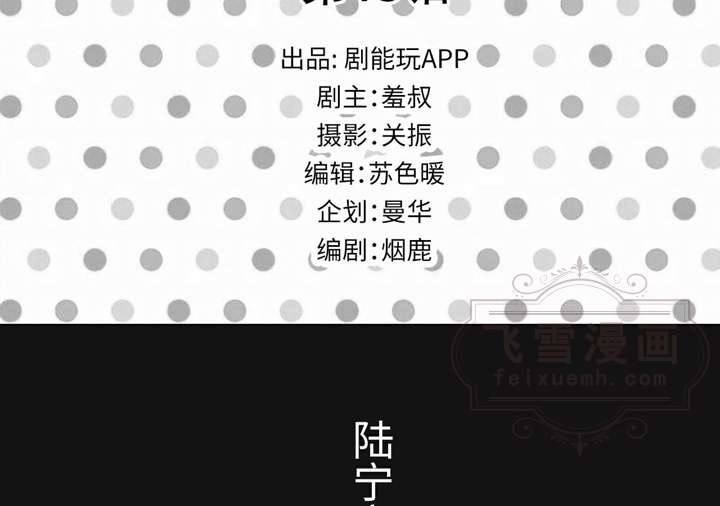 出品: 剧能玩APP
剧主:羞叔
摄影:关振
编辑:苏色暖
企划:曼华
编剧:烟鹿
飞雪漫画
feixuemh.com
陆
宁